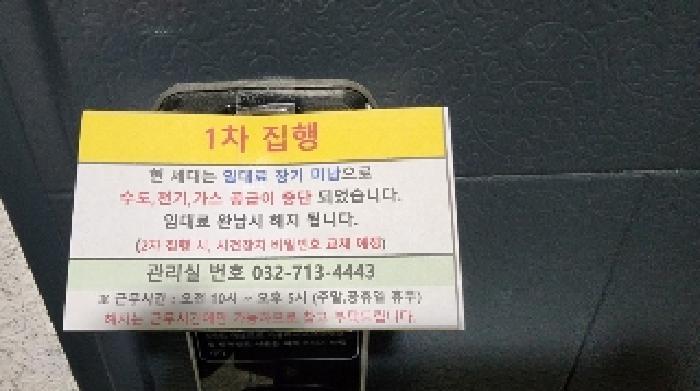 1차 집행
현 세대는 임대료 장기 미납으로
수도,전기,가스 공급이 중단 되었습니다.
임대료 완납시 해지 됩니다.
(2차 집행 시, 시건장치 비밀번호 교체 예정)
관리실 번호 032-713-4443
※ 근무시간 : 오전 10시 ~ 오후 5시 (주말,공휴일 휴무)
해지는 근무시간에만 가능하므로 참고 부탁드립니다.